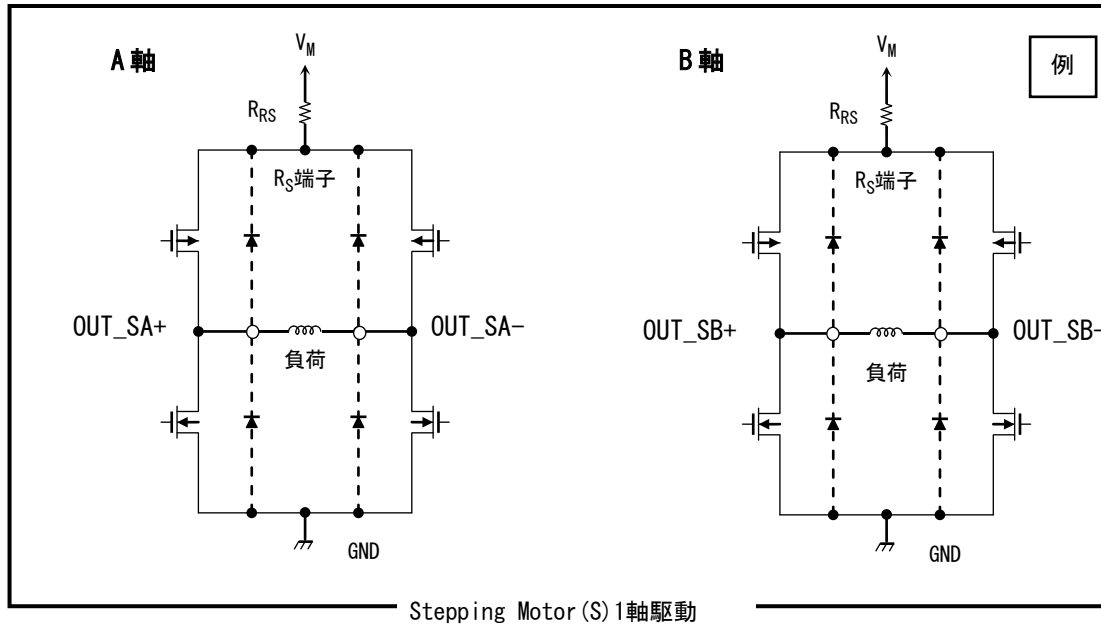 A軸
V_M
R_RS
R_S端子
OUT_SA+
OUT_SA-
負荷
GND
B軸
V_M
R_RS
R_S端子
OUT_SB+
OUT_SB-
負荷
GND
例
Stepping Motor(S)1軸駆動